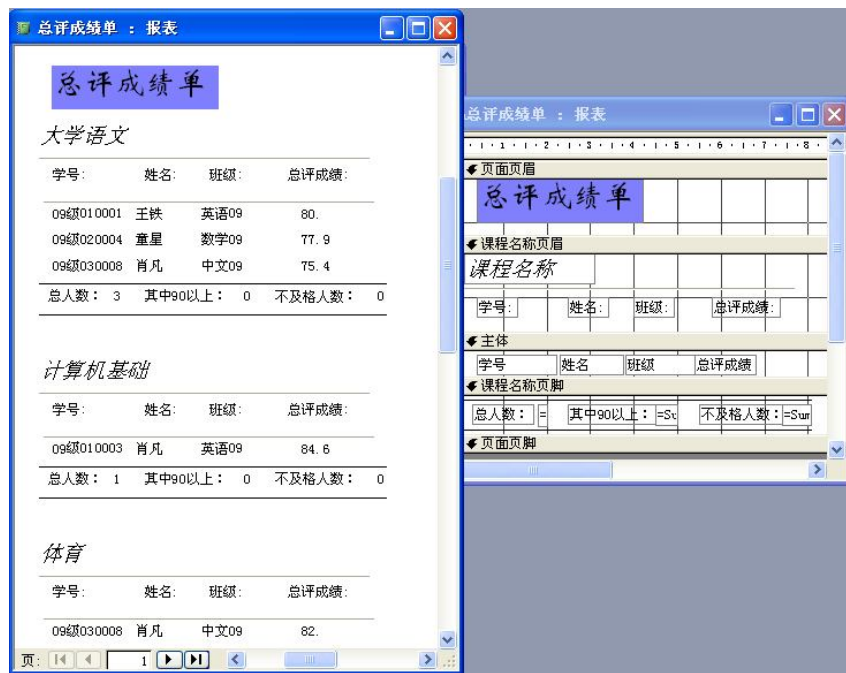 总评成绩单 : 报表
总评成绩单
大学语文
学号: 姓名: 班级: 总评成绩:
09级010001 王铁 英语09 80.
09级020004 童星 数学09 77.9
09级030008 肖凡 中文09 75.4
总人数: 3 其中90以上: 0 不及格人数: 0
计算机基础
学号: 姓名: 班级: 总评成绩:
09级010003 肖凡 英语09 84.6
总人数: 1 其中90以上: 0 不及格人数: 0
体育
学号: 姓名: 班级: 总评成绩:
09级030008 肖凡 中文09 82.
页: 1
总评成绩单 : 报表
1 2 3 4 5 6 7 8
页面页眉
总评成绩单
课程名称页眉
课程名称
学号: 姓名: 班级: 总评成绩:
主体
学号 姓名 班级 总评成绩
课程名称页脚
总人数: = 其中90以上: =Su 不及格人数: =Sum
页面页脚